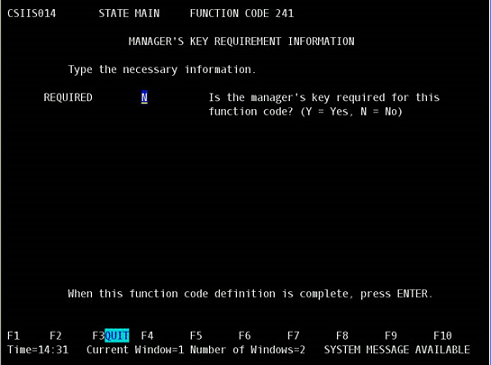 CSIIS014 STATE MAIN FUNCTION CODE 241
MANAGER'S KEY REQUIREMENT INFORMATION
Type the necessary information.
REQUIRED N Is the manager's key required for this
function code? (Y = Yes, N = No)
When this function code definition is complete, press ENTER.
F1 F2 F3QUIT F4 F5 F6 F7 F8 F9 F10
Time=14:31 Current Window=1 Number of Windows=2 SYSTEM MESSAGE AVAILABLE